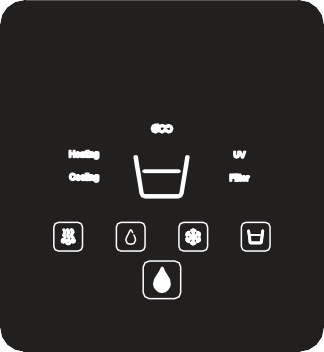 eco
Heating
UV
Cooling
Filter